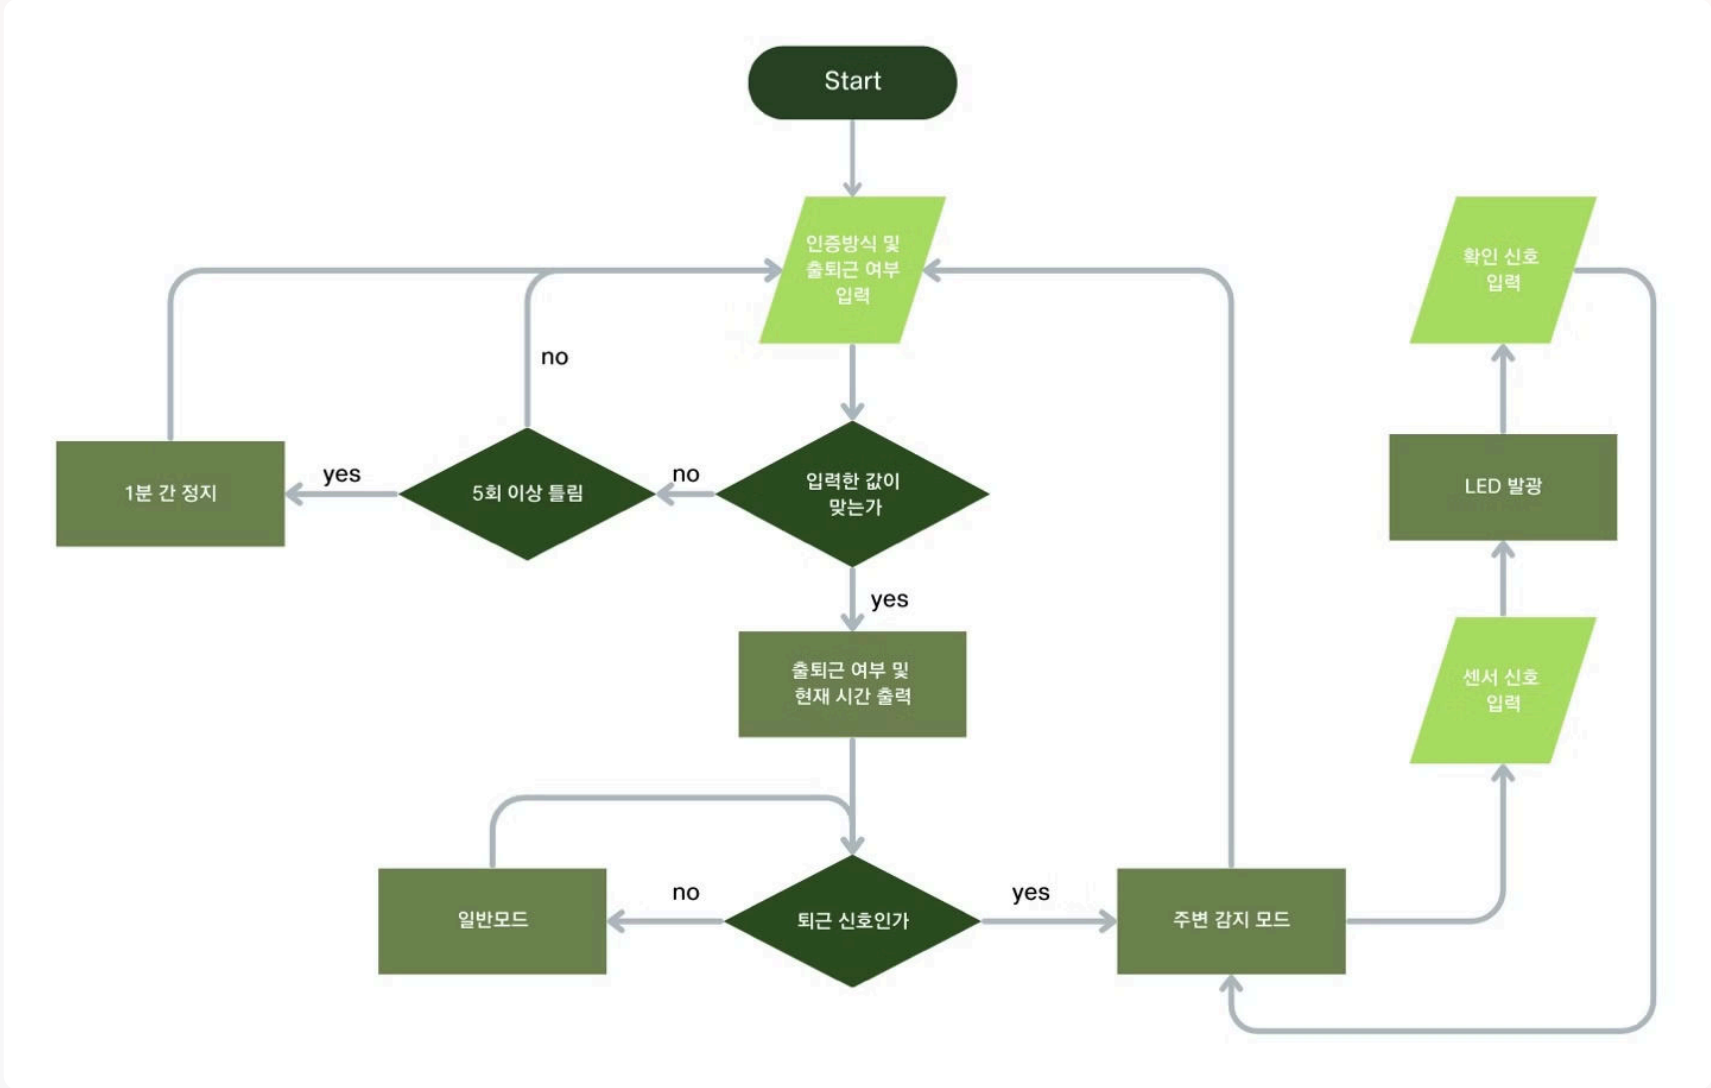 Start
인증방식 및
출퇴근 여부
입력
확인 신호
입력
no
1분 간 정지
yes
5회 이상 틀림
no
입력한 값이
맞는가
LED 발광
yes
출퇴근 여부 및
현재 시간 출력
센서 신호
입력
일반모드
no
퇴근 신호인가
yes
주변 감지 모드